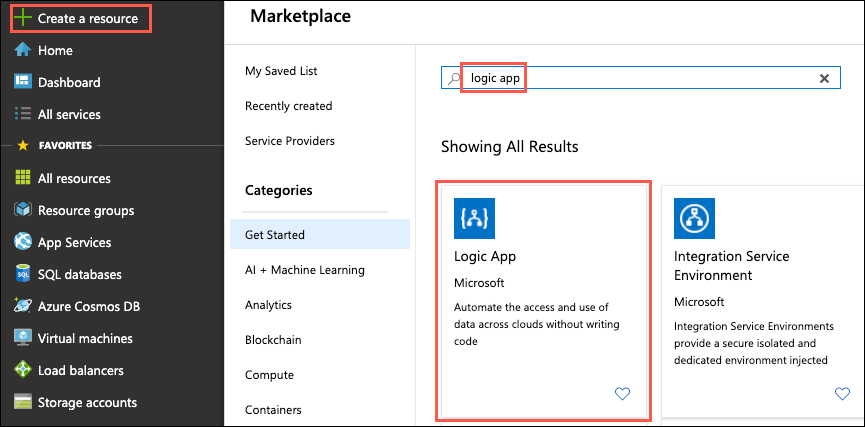 Create a resource
Home
Dashboard
All services
FAVORITES
All resources
Resource groups
App Services
SQL databases
Azure Cosmos DB
Virtual machines
Load balancers
Storage accounts
Marketplace
My Saved List
Recently created
Service Providers
Categories
Get Started
AI + Machine Learning
Analytics
Blockchain
Compute
Containers
logic app
Showing All Results
Logic App
Microsoft
Automate the access and use of
data across clouds without writing
code
Integration Service
Environment
Microsoft
Integration Service Environments
provide a secure isolated and
dedicated environment injected